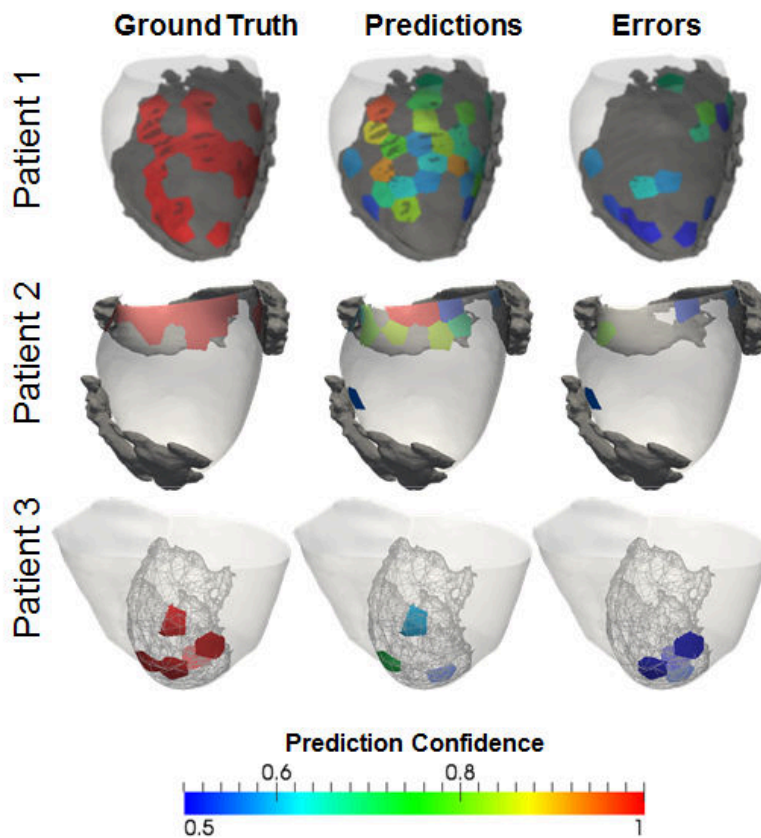 Ground Truth Predictions Errors
Patient 1
Patient 2
Patient 3
Prediction Confidence
0.6 0.8
0.5 1